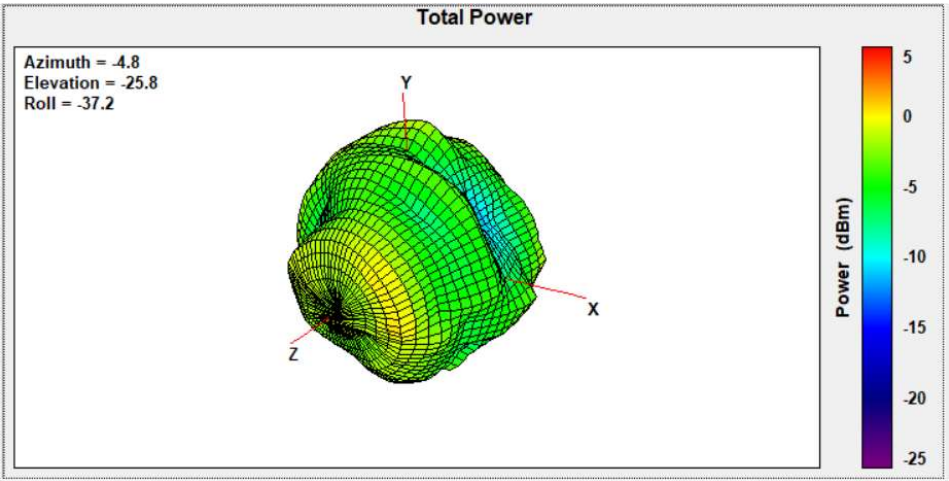 Total Power
Azimuth = -4.8
Elevation = -25.8
Roll = -37.2
Y
X
Z
5
0
-5
-10
-15
-20
-25
Power (dBm)